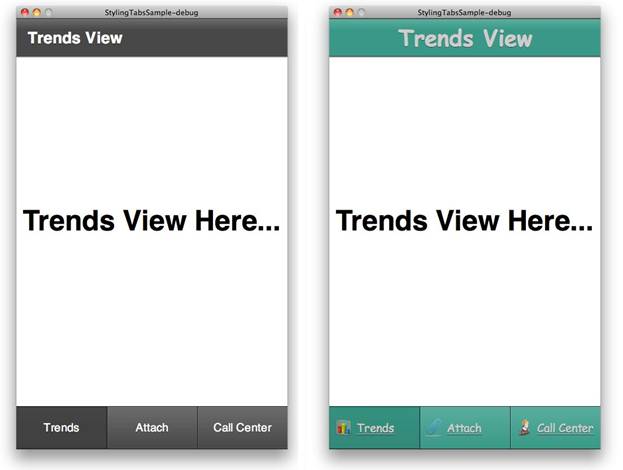 StylingTabsSample-debug
Trends View
Trends View Here...
Trends Attach Call Center
StylingTabsSample-debug
Trends View
Trends View Here...
Trends Attach Call Center